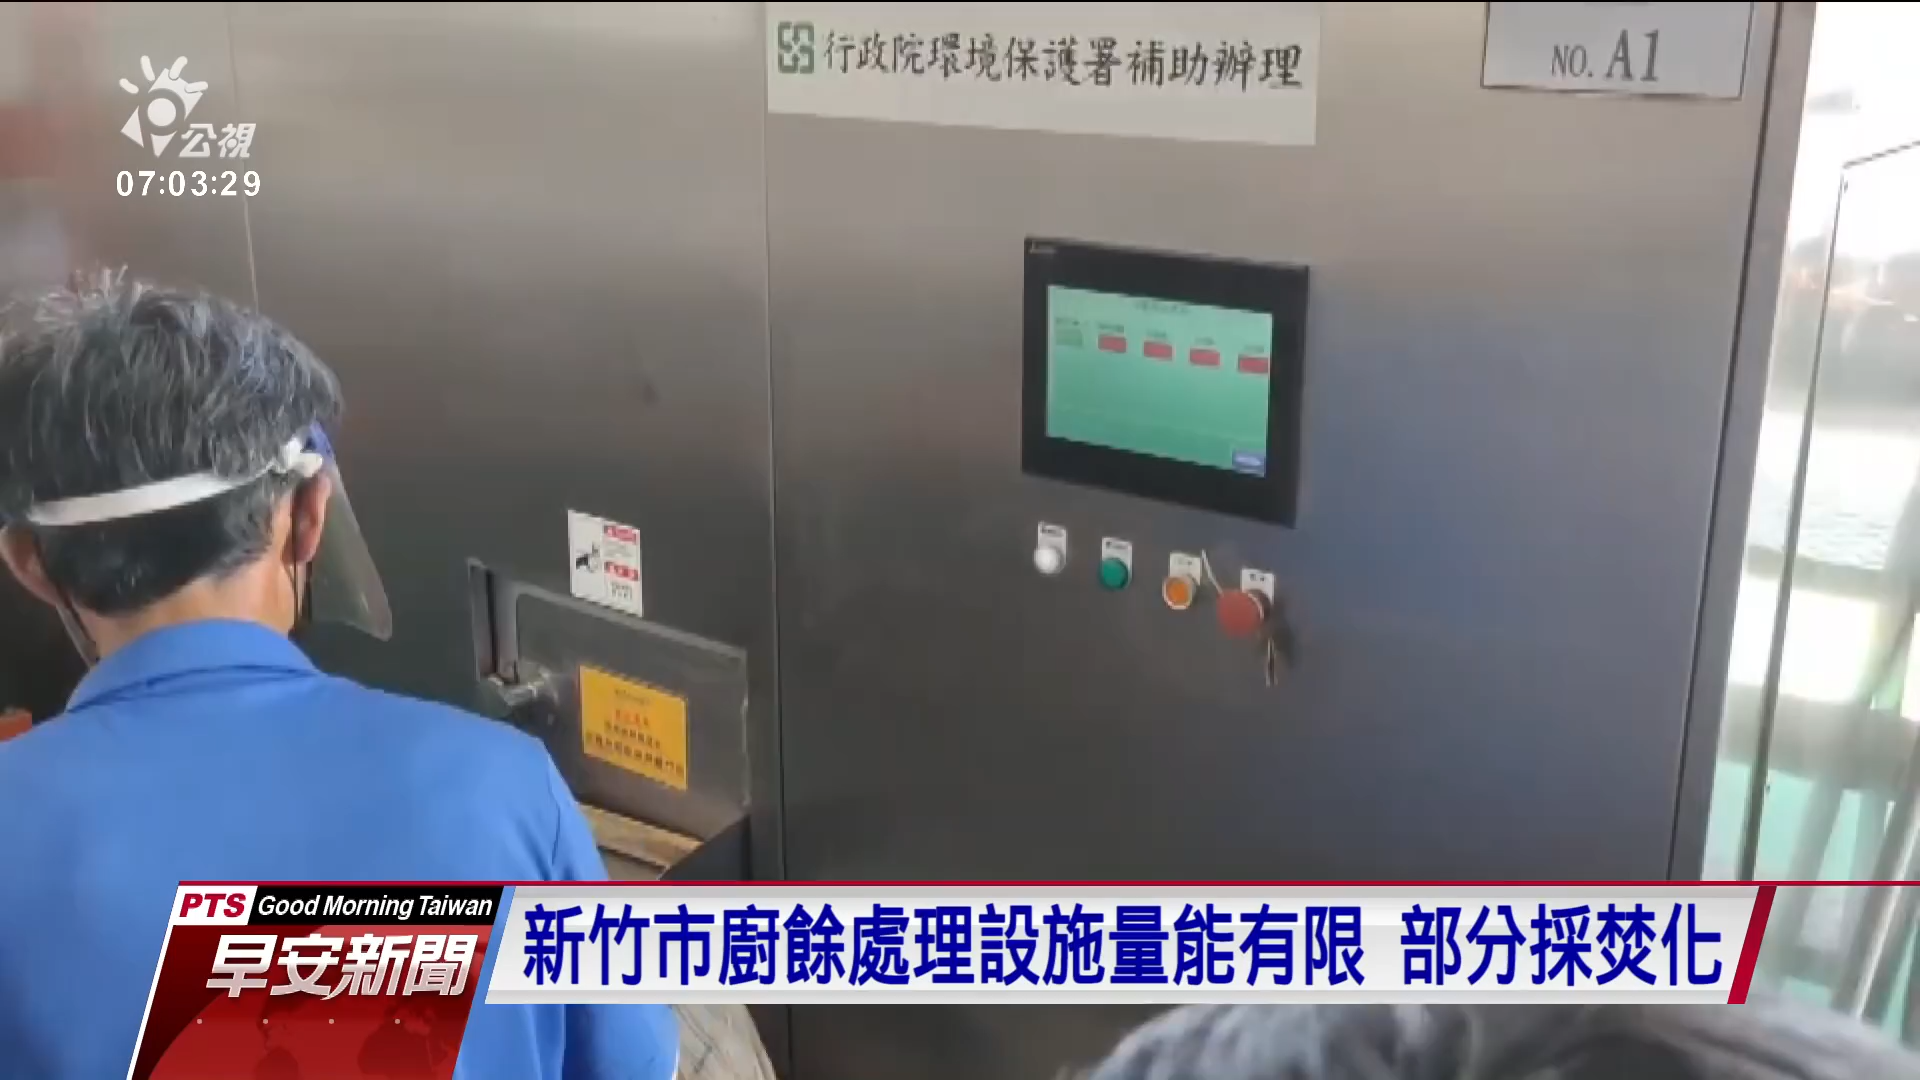 行政院環境保護署補助辦理
NO. A1
公視
07:03:29
PTS Good Morning Taiwan
早安新聞
新竹市廚餘處理設施量能有限 部分採焚化